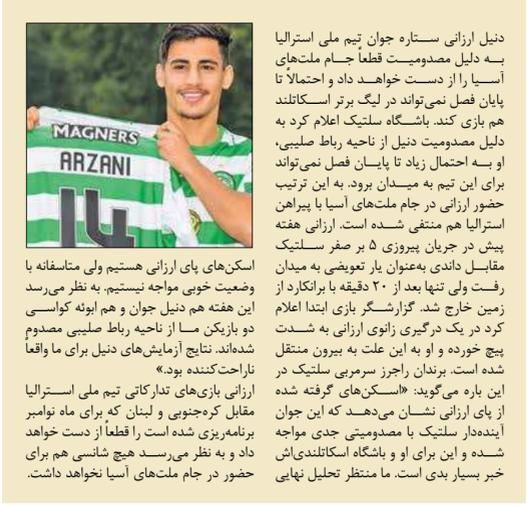 دنیل ارزانی ستاره جوان تیم ملی استرالیا
به دلیل مصدومیت قطعاً جام ملت‌های
آسیا را از دست خواهد داد و احتمالاً تا
پایان فصل نمی‌تواند در لیگ برتر اسکاتلند
هم بازی کند. باشگاه سلتیک اعلام کرد به
دلیل مصدومیت دنیل از ناحیه رباط صلیبی،
او به احتمال زیاد تا پایان فصل نمی‌تواند
برای این تیم به میدان برود. به این ترتیب
حضور ارزانی در جام ملت‌های آسیا با پیراهن
استرالیا هم منتفی شده است. ارزانی هفته
پیش در جریان پیروزی ۵ بر صفر سلتیک
مقابل داندی به‌عنوان یار تعویضی به میدان
رفت ولی تنها بعد از ۲۰ دقیقه با برانکارد از
زمین خارج شد. گزارشگر بازی ابتدا اعلام
کرد در یک درگیری زانوی ارزانی به شدت
پیچ خورده و او به این علت به بیرون منتقل
شده است. برندان راجرز سرمربی سلتیک در
این باره می‌گوید: «اسکن‌های گرفته شده
از پای ارزانی نشان می‌دهد که این جوان
آینده‌دار سلتیک با مصدومیتی جدی مواجه
شده و این برای او و باشگاه اسکاتلندی‌اش
خبر بسیار بدی است. ما منتظر تحلیل نهایی
MAGNERS
ARZANI
14
اسکن‌های پای ارزانی هستیم ولی متاسفانه با
وضعیت خوبی مواجه نیستیم. به نظر می‌رسد
این هفته هم دنیل جوان و هم ابوئه کواسی
دو بازیکن ما از ناحیه رباط صلیبی مصدوم
شده‌اند. نتایج آزمایش‌های دنیل برای ما واقعاً
ناراحت‌کننده بود.»
ارزانی بازی‌های تدارکاتی تیم ملی استرالیا
مقابل کره‌جنوبی و لبنان که برای ماه نوامبر
برنامه‌ریزی شده است را قطعاً از دست خواهد
داد و به نظر می‌رسد هیچ شانسی هم برای
حضور در جام ملت‌های آسیا نخواهد داشت.